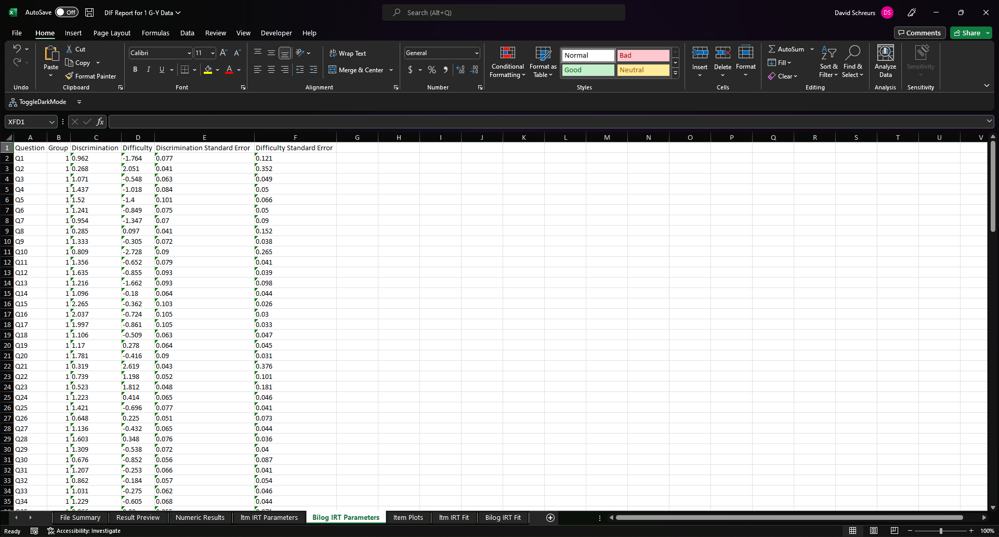 AutoSave Off DIF Report for 1 G-Y Data Search (Alt+Q) David Schreurs DS
File Home Insert Page Layout Formulas Data Review View Developer Help Comments Share
Paste Cut Copy Format Painter
Calibri 11 B I U A
Wrap Text Merge & Center
General $ %
Conditional Formatting Format as Table
Normal Bad Good Neutral
Insert Delete Format
AutoSum Fill Clear Sort & Filter Find & Select
Analyze Data Sensitivity
Undo Clipboard Font Alignment Number Styles Cells Editing Analysis Sensitivity
ToggleDarkMode
XFD1 fx
A B C D E F G H I J K L M N O P Q R S T U V
1 Question Group Discrimination Difficulty Discrimination Standard Error Difficulty Standard Error
2 Q1 1 0.962 -1.764 0.077 0.121
3 Q2 1 0.268 2.051 0.041 0.352
4 Q3 1 1.071 -0.548 0.063 0.049
5 Q4 1 1.437 -1.018 0.084 0.05
6 Q5 1 1.52 -1.4 0.101 0.066
7 Q6 1 1.241 -0.849 0.075 0.05
8 Q7 1 0.954 -1.347 0.07 0.09
9 Q8 1 0.285 0.097 0.041 0.152
10 Q9 1 1.333 -0.305 0.072 0.038
11 Q10 1 0.809 -2.728 0.09 0.265
12 Q11 1 1.356 -0.652 0.079 0.041
13 Q12 1 1.635 -0.855 0.093 0.039
14 Q13 1 1.216 -1.662 0.093 0.098
15 Q14 1 1.096 -0.18 0.064 0.044
16 Q15 1 2.265 -0.362 0.103 0.026
17 Q16 1 2.037 -0.724 0.105 0.03
18 Q17 1 1.997 -0.861 0.105 0.033
19 Q18 1 1.106 -0.509 0.063 0.047
20 Q19 1 1.17 0.278 0.064 0.045
21 Q20 1 1.781 -0.416 0.09 0.031
22 Q21 1 0.319 2.619 0.043 0.376
23 Q22 1 0.739 1.198 0.052 0.101
24 Q23 1 0.523 1.812 0.048 0.181
25 Q24 1 1.223 0.414 0.065 0.046
26 Q25 1 1.421 -0.696 0.077 0.041
27 Q26 1 0.648 0.225 0.051 0.073
28 Q27 1 1.136 -0.432 0.065 0.044
29 Q28 1 1.603 0.348 0.076 0.036
30 Q29 1 1.309 -0.538 0.072 0.04
31 Q30 1 0.676 -0.852 0.056 0.087
32 Q31 1 1.207 -0.253 0.066 0.041
33 Q32 1 0.862 -0.184 0.057 0.054
34 Q33 1 1.031 -0.275 0.062 0.046
35 Q34 1 1.229 -0.605 0.068 0.044
File Summary Result Preview Numeric Results ltm IRT Parameters Bilog IRT Parameters Item Plots ltm IRT Fit Bilog IRT Fit
Ready Accessibility: Investigate 100%